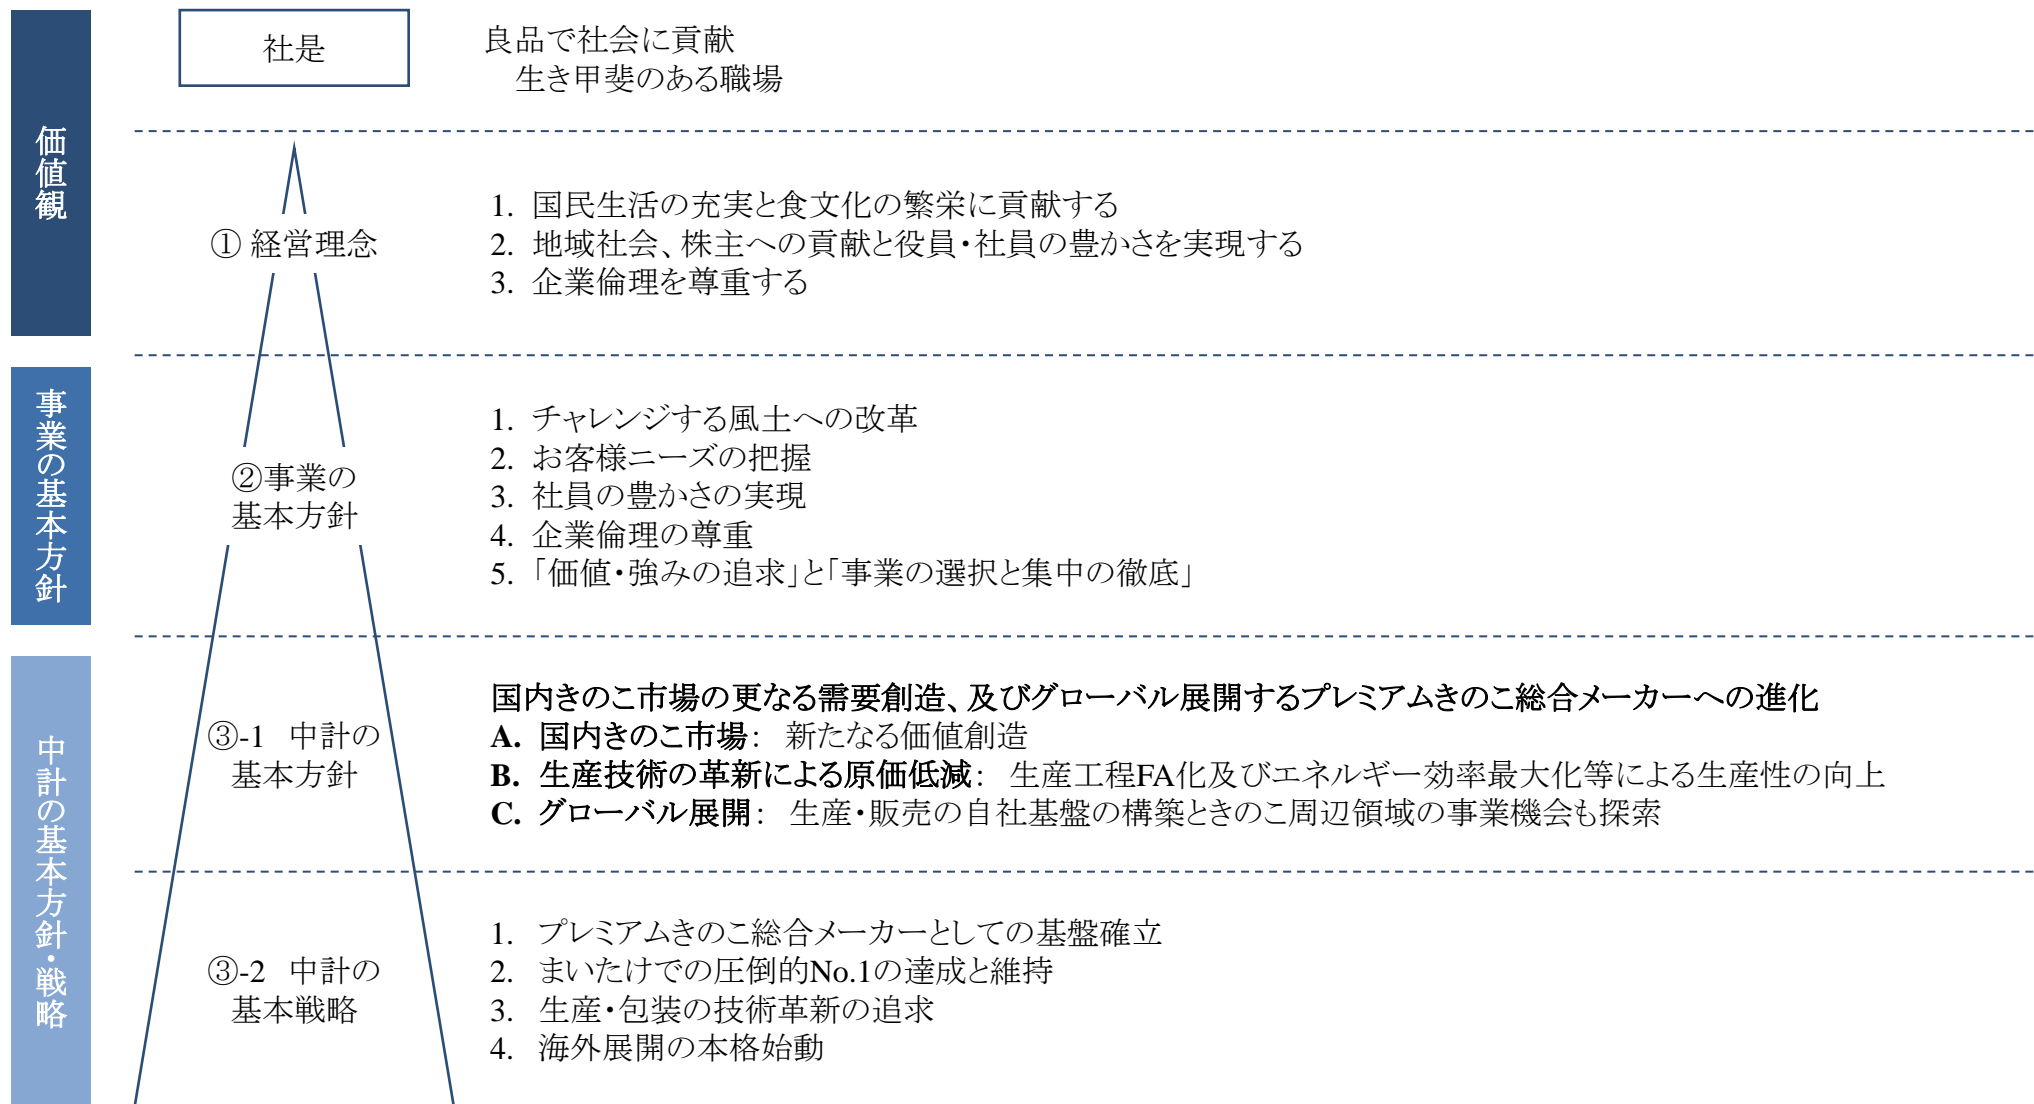 価値観
社是
良品で社会に貢献
生き甲斐のある職場
① 経営理念
1. 国民生活の充実と食文化の繁栄に貢献する
2. 地域社会、株主への貢献と役員・社員の豊かさを実現する
3. 企業倫理を尊重する
事業の基本方針
②事業の
基本方針
1. チャレンジする風土への改革
2. お客様ニーズの把握
3. 社員の豊かさの実現
4. 企業倫理の尊重
5. 「価値・強みの追求」と「事業の選択と集中の徹底」
中計の基本方針・戦略
③-1 中計の
基本方針
国内きのこ市場の更なる需要創造、及びグローバル展開するプレミアムきのこ総合メーカーへの進化
A. 国内きのこ市場： 新たなる価値創造
B. 生産技術の革新による原価低減： 生産工程FA化及びエネルギー効率最大化等による生産性の向上
C. グローバル展開： 生産・販売の自社基盤の構築ときのこ周辺領域の事業機会も探索
③-2 中計の
基本戦略
1. プレミアムきのこ総合メーカーとしての基盤確立
2. まいたけでの圧倒的No.1の達成と維持
3. 生産・包装の技術革新の追求
4. 海外展開の本格始動